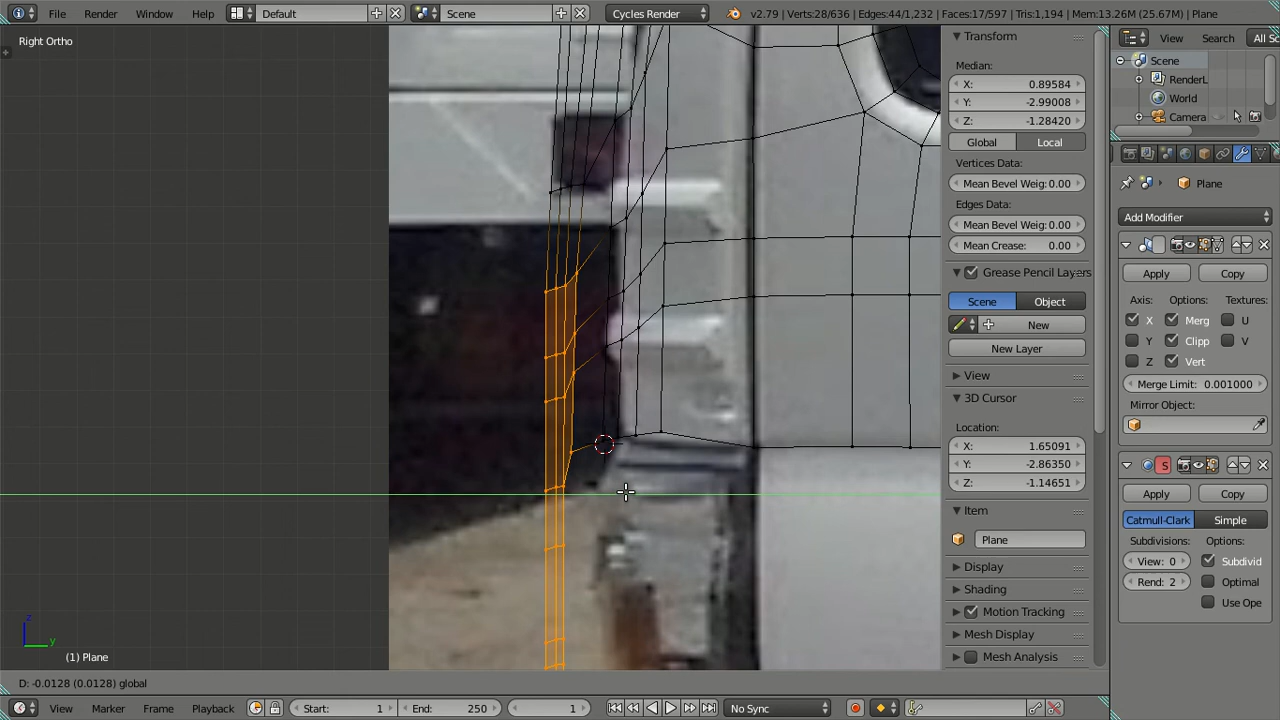 File Render Window Help Default Scene Cycles Render v2.79 | Verts:28/636 | Edges:44/1,232 | Faces:17/597 | Tris:1,194 | Mem:13.26M (25.67M) | Plane
Right Ortho
Transform
Median:
X: 0.89584
Y: -2.99008
Z: -1.28420
Global Local
Vertices Data:
Mean Bevel Weig: 0.00
Edges Data:
Mean Bevel Weig: 0.00
Mean Crease: 0.00
Grease Pencil Layers
Scene Object
New
New Layer
View
3D Cursor
Location:
X: 1.65091
Y: -2.86350
Z: -1.14651
Item
Plane
Display
Shading
Motion Tracking
Mesh Display
Mesh Analysis
View Search All Sc
Scene
RenderL
World
Camera
Plane
Add Modifier
Apply Copy
Axis: Options: Textures:
X Merg U
Y Clipp V
Z Vert
Merge Limit: 0.001000
Mirror Object:
S
Apply Copy
Catmull-Clark Simple
Subdivisions: Options:
View: 0 Subdivid
Rend: 2 Optimal
Use Ope
z
y
(1) Plane
D: -0.0128 (0.0128) global
View Marker Frame Playback Start: 1 End: 250 1 No Sync